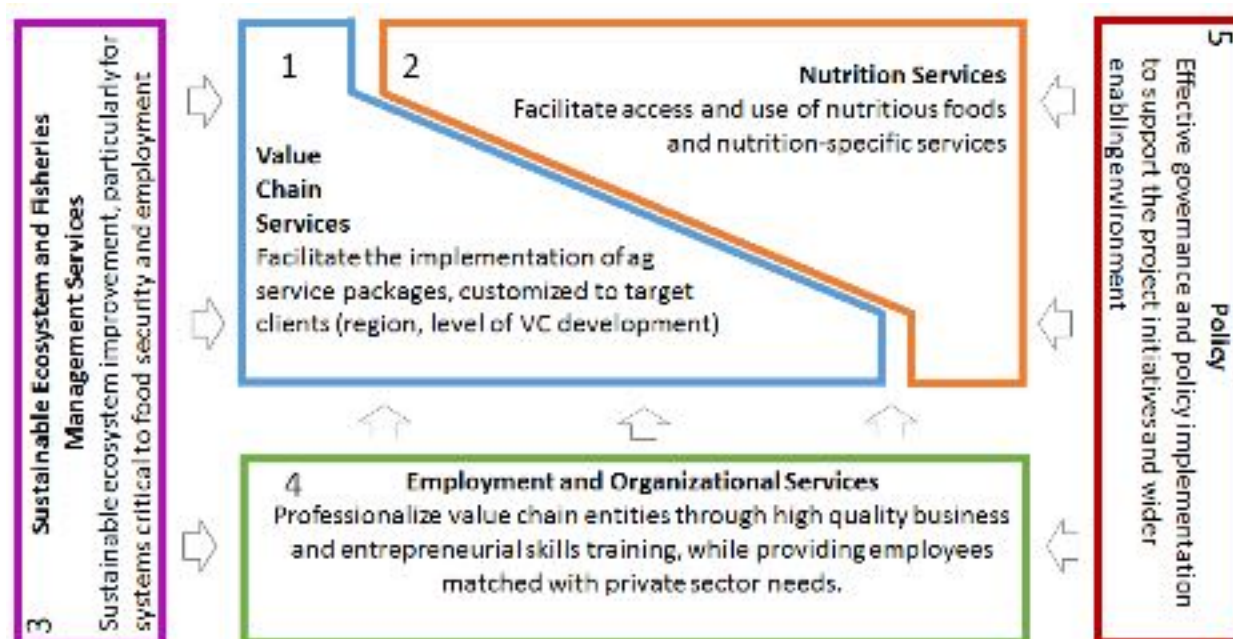 1
Value
Chain
Services
Facilitate the implementation of ag
service packages, customized to target
clients (region, level of VC development)
2
Nutrition Services
Facilitate access and use of nutritious foods
and nutrition-specific services
3
Sustainable Ecosystem and Fisheries
Management Services
Sustainable ecosystem improvement, particularly for
systems critical to food security and employment
4
Employment and Organizational Services
Professionalize value chain entities through high quality business
and entrepreneurial skills training, while providing employees
matched with private sector needs.
5
Policy
Effective governance and policy implementation
to support the project initiatives and wider
enabling environment